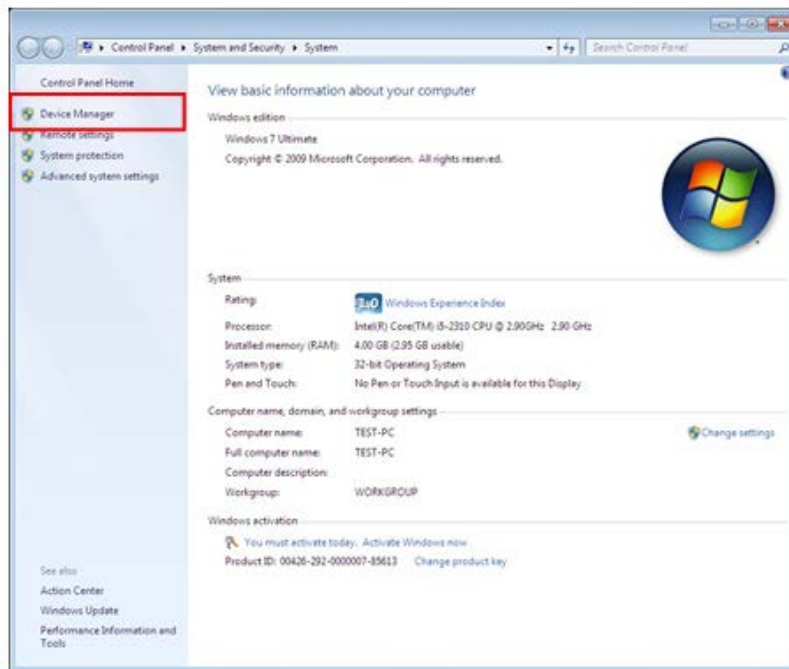 Control Panel ▸ System and Security ▸ System
Search Control Panel
Control Panel Home
Device Manager
Remote settings
System protection
Advanced system settings
See also
Action Center
Windows Update
Performance Information and
Tools
View basic information about your computer
Windows edition
Windows 7 Ultimate
Copyright © 2009 Microsoft Corporation. All rights reserved.
System
Rating:
Windows Experience Index
Processor: Intel(R) Core(TM) i5-2310 CPU @ 2.90GHz 2.90 GHz
Installed memory (RAM): 4.00 GB (2.95 GB usable)
System type: 32-bit Operating System
Pen and Touch: No Pen or Touch Input is available for this Display
Computer name, domain, and workgroup settings
Computer name: TEST-PC
Change settings
Full computer name: TEST-PC
Computer description:
Workgroup: WORKGROUP
Windows activation
You must activate today. Activate Windows now
Product ID: 00426-292-0000007-85613 Change product key